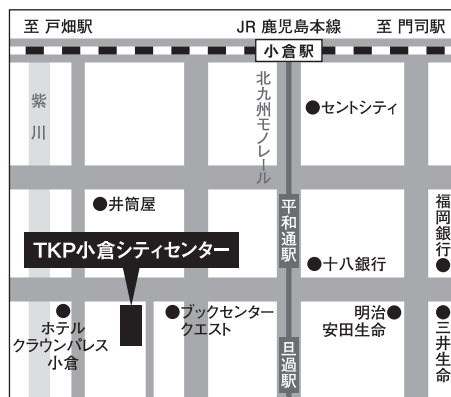 至 戸畑駅
JR 鹿児島本線
至 門司駅
小倉駅
紫川
北九州モノレール
セントシティ
井筒屋
平和通駅
福岡銀行
TKP小倉シティセンター
十八銀行
ホテル
クラウンパレス
小倉
ブックセンター
クエスト
明治
安田生命
三井生命
旦過駅